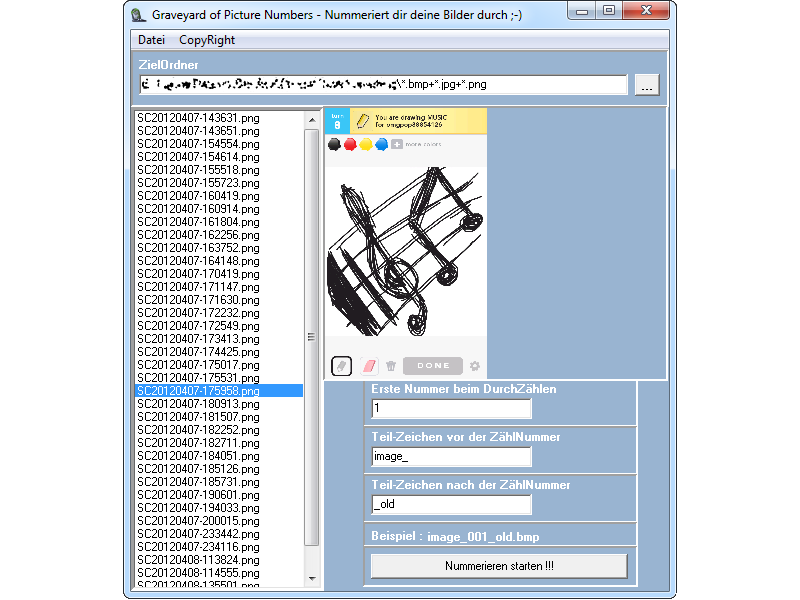 Graveyard of Picture Numbers - Nummeriert dir deine Bilder durch ;-)
Datei CopyRight
ZielOrdner
\*.bmp+*.jpg+*.png
...
SC20120407-143631.png
SC20120407-143651.png
SC20120407-154554.png
SC20120407-154614.png
SC20120407-155518.png
SC20120407-155723.png
SC20120407-160419.png
SC20120407-160914.png
SC20120407-161804.png
SC20120407-162256.png
SC20120407-163752.png
SC20120407-164148.png
SC20120407-170419.png
SC20120407-171147.png
SC20120407-171630.png
SC20120407-172232.png
SC20120407-172549.png
SC20120407-173413.png
SC20120407-174425.png
SC20120407-175017.png
SC20120407-175531.png
SC20120407-175958.png
SC20120407-180913.png
SC20120407-181507.png
SC20120407-182252.png
SC20120407-182711.png
SC20120407-184051.png
SC20120407-185126.png
SC20120407-185731.png
SC20120407-190601.png
SC20120407-194033.png
SC20120407-200015.png
SC20120407-233442.png
SC20120407-234116.png
SC20120408-113824.png
SC20120408-114555.png
SC20120408-135501.png
turn
8
You are drawing MUSIC
for omgpop88854126
more colors
DONE
Erste Nummer beim DurchZählen
1
Teil-Zeichen vor der ZählNummer
image_
Teil-Zeichen nach der ZählNummer
_old
Beispiel : image_001_old.bmp
Nummerieren starten !!!